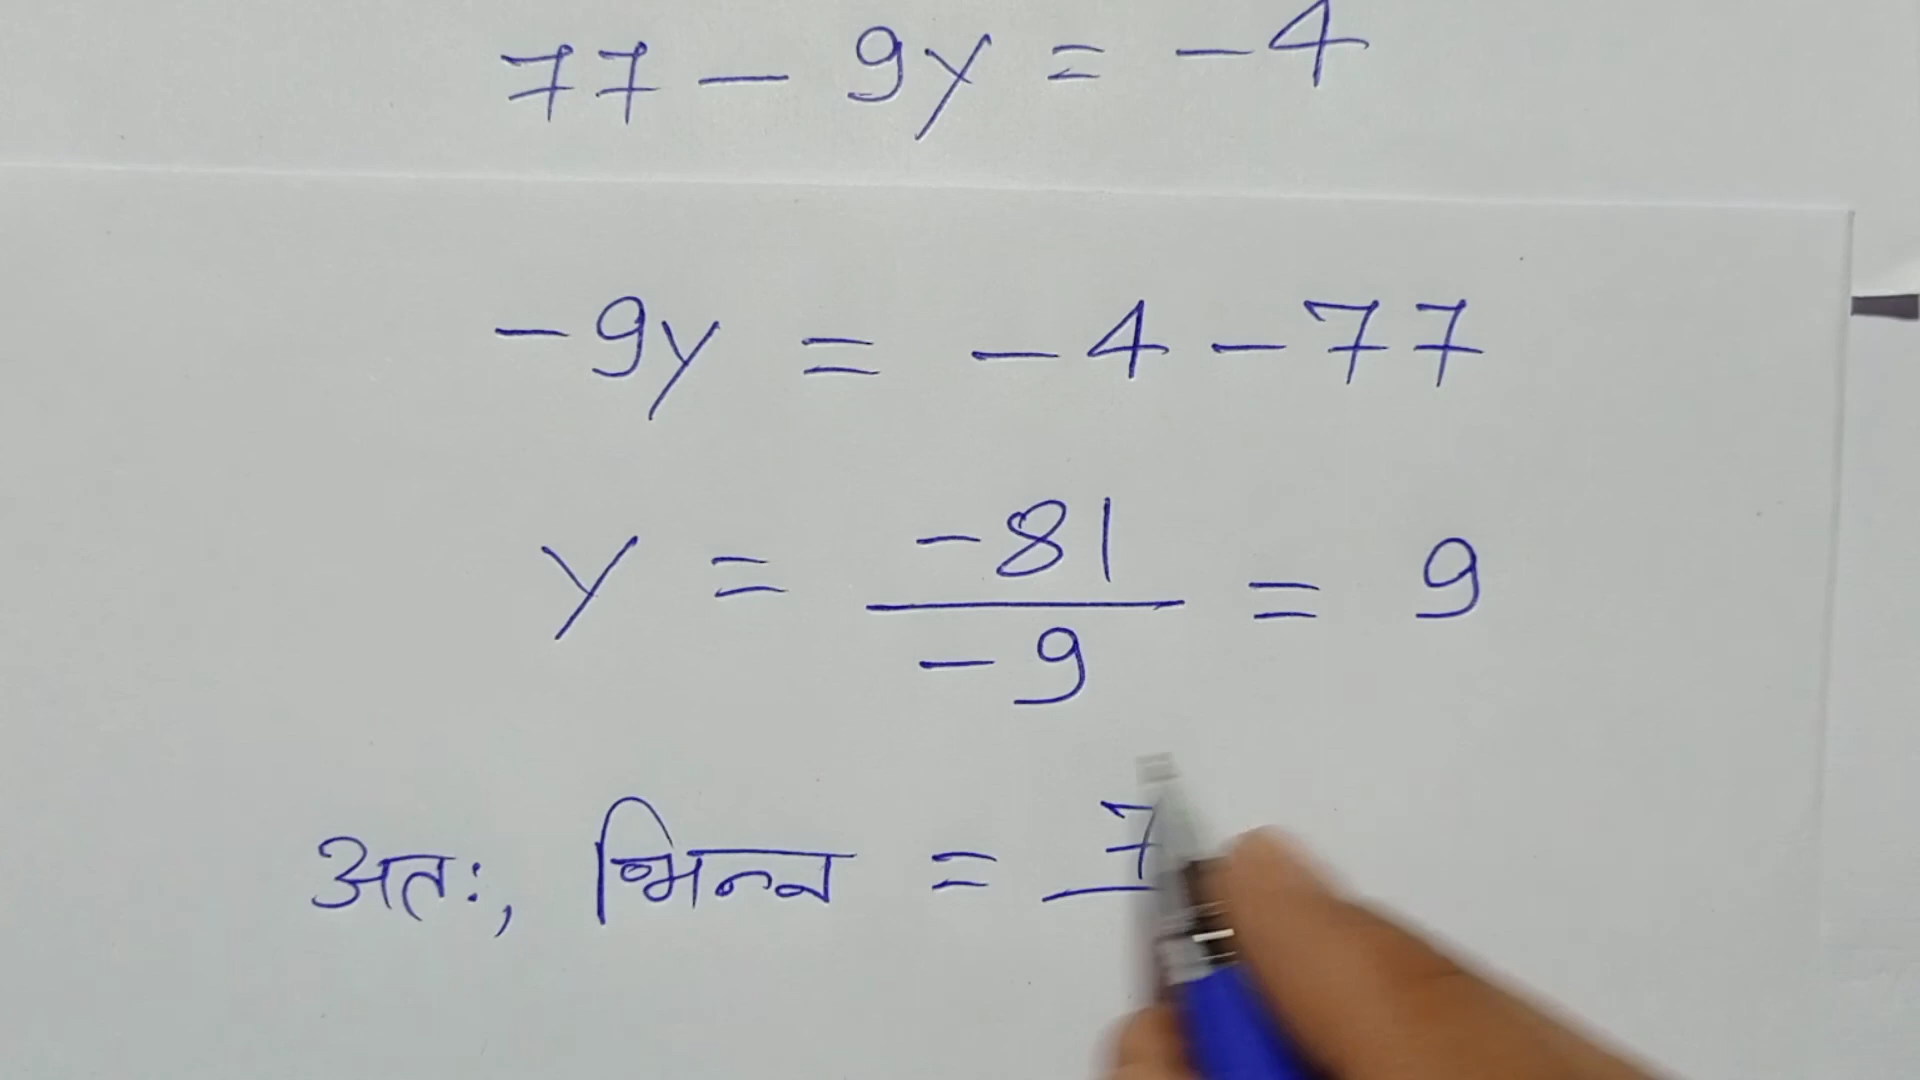 77 - 9y = -4
-9y = -4 - 77
y = -81/-9 = 9
अतः, भिन्न = 7